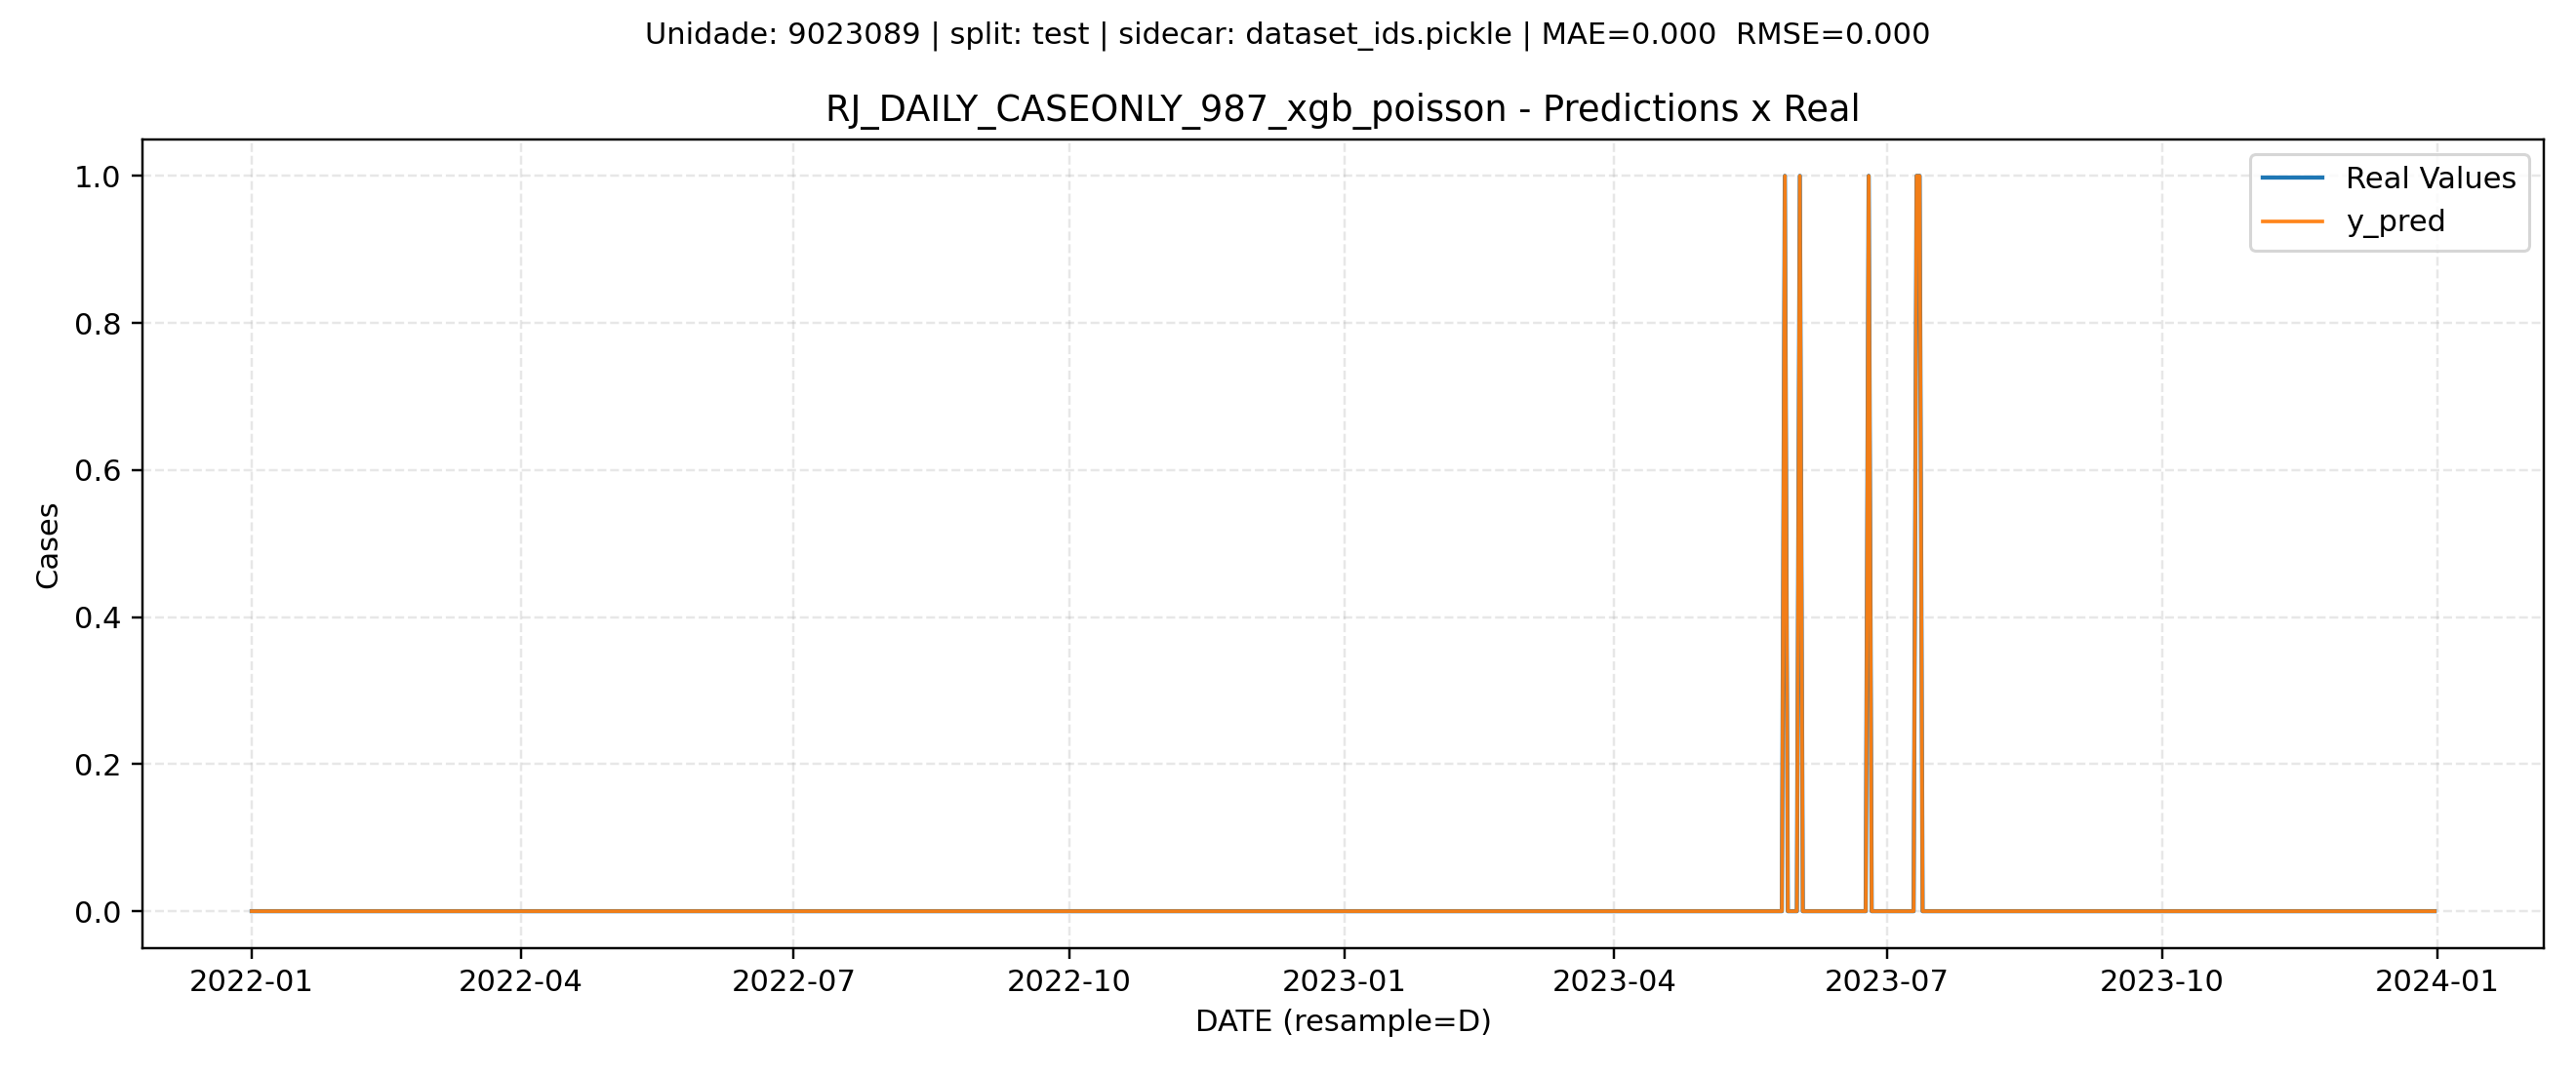 Unidade: 9023089 | split: test | sidecar: dataset_ids.pickle | MAE=0.000  RMSE=0.000
RJ_DAILY_CASEONLY_987_xgb_poisson - Predictions x Real
Real Values
y_pred
Cases
1.0
0.8
0.6
0.4
0.2
0.0
2022-01 2022-04 2022-07 2022-10 2023-01 2023-04 2023-07 2023-10 2024-01
DATE (resample=D)